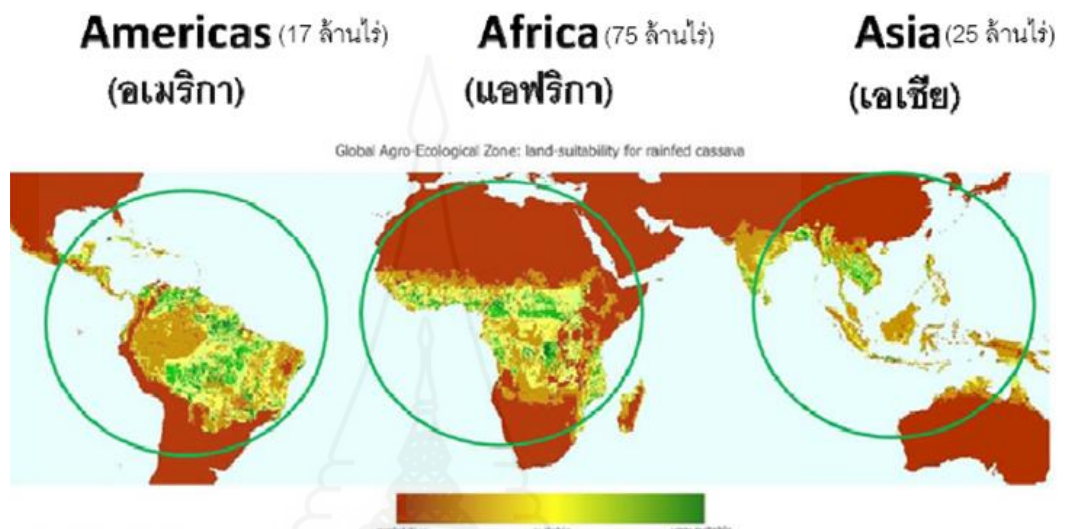 Americas (17 ล้านไร่)
(อเมริกา)
Africa (75 ล้านไร่)
(แอฟริกา)
Asia (25 ล้านไร่)
(เอเชีย)
Global Agro-Ecological Zone: land-suitability for rainfed cassava